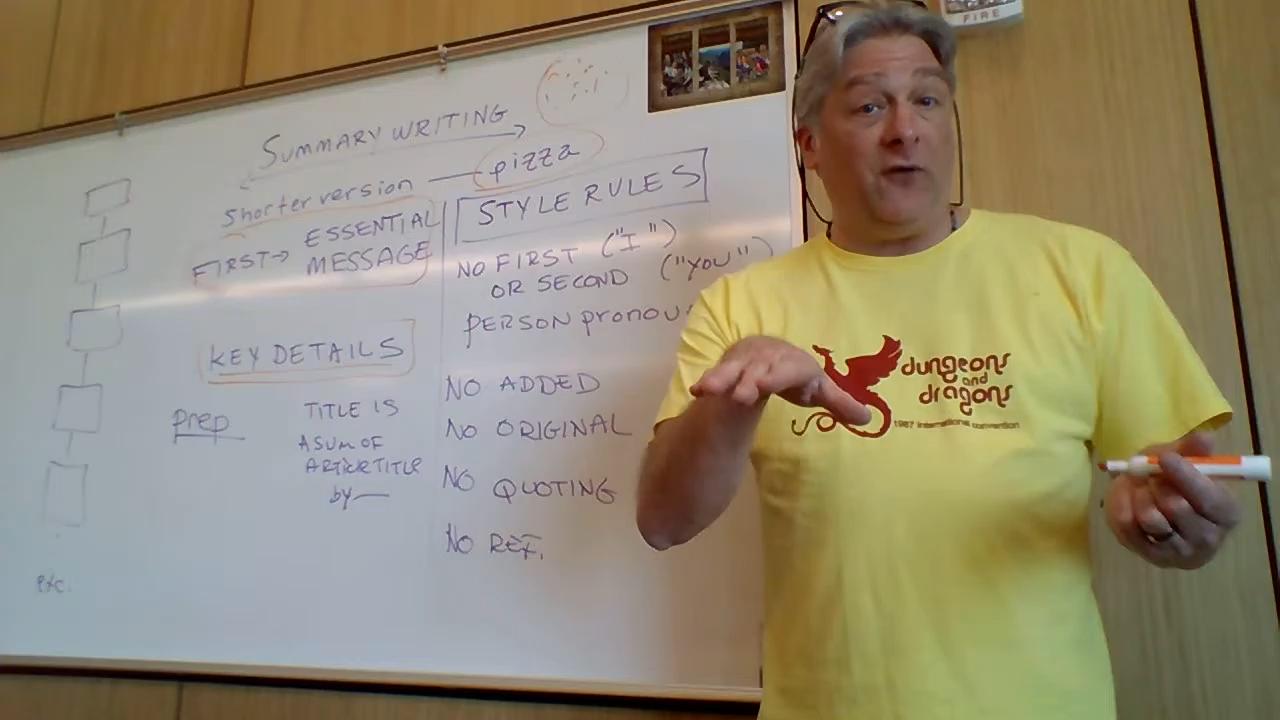 FIRE
SUMMARY WRITING
pizza
shorter version
FIRST → ESSENTIAL
MESSAGE
KEY DETAILS
prep
TITLE IS
A SUM OF
ARTICLE TITLE
by
etc.
STYLE RULES
NO FIRST ("I")
OR SECOND ("YOU")
PERSON pronou
NO ADDED
NO ORIGINAL
NO QUOTING
NO REF.
dungeons
and
dragons
1987 international convention